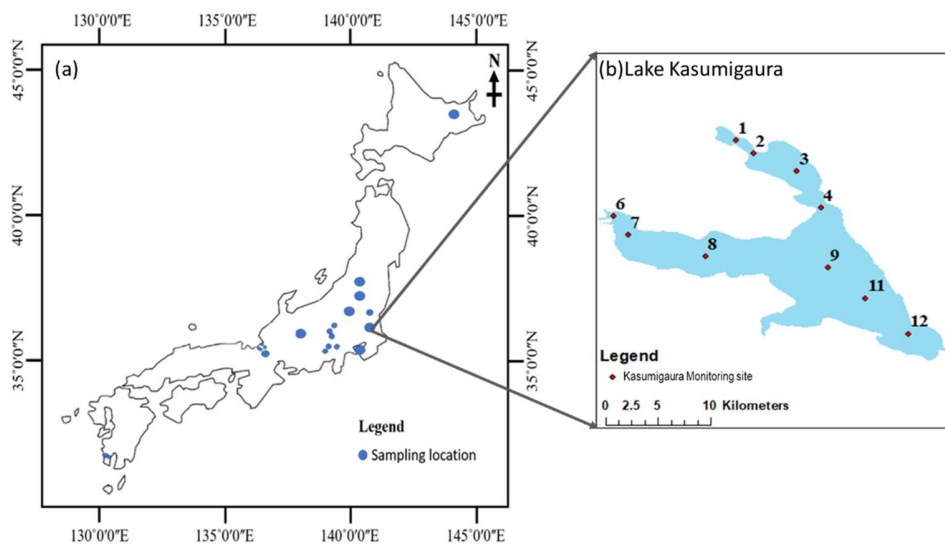 130°0'0"E 135°0'0"E 140°0'0"E 145°0'0"E
(a)
N
45°0'0"N
40°0'0"N
35°0'0"N
45°0'0"N
40°0'0"N
35°0'0"N
Legend
Sampling location
130°0'0"E 135°0'0"E 140°0'0"E 145°0'0"E
(b)Lake Kasumigaura
1
2
3
4
6
7
8
9
11
12
Legend
Kasumigaura Monitoring site
0 2.5 5 10 Kilometers